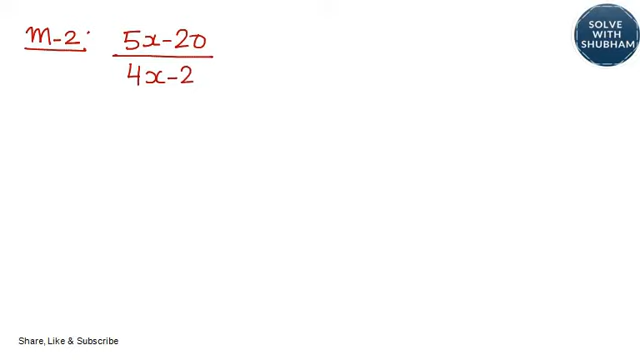 M-2:
5x-20
4x-2
SOLVE
WITH
SHUBHAM
Share, Like & Subscribe